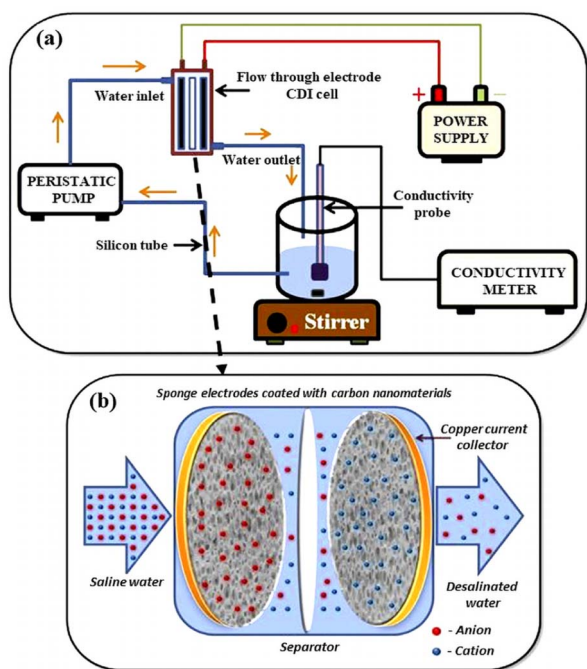 (a)
Water inlet
Flow through electrode
CDI cell
+
−
POWER
SUPPLY
Water outlet
PERISTATIC
PUMP
Conductivity
probe
Silicon tube
CONDUCTIVITY
METER
Stirrer
(b)
Sponge electrodes coated with carbon nanomaterials
Copper current
collector
Saline water
Desalinated
water
Separator
- Anion
- Cation